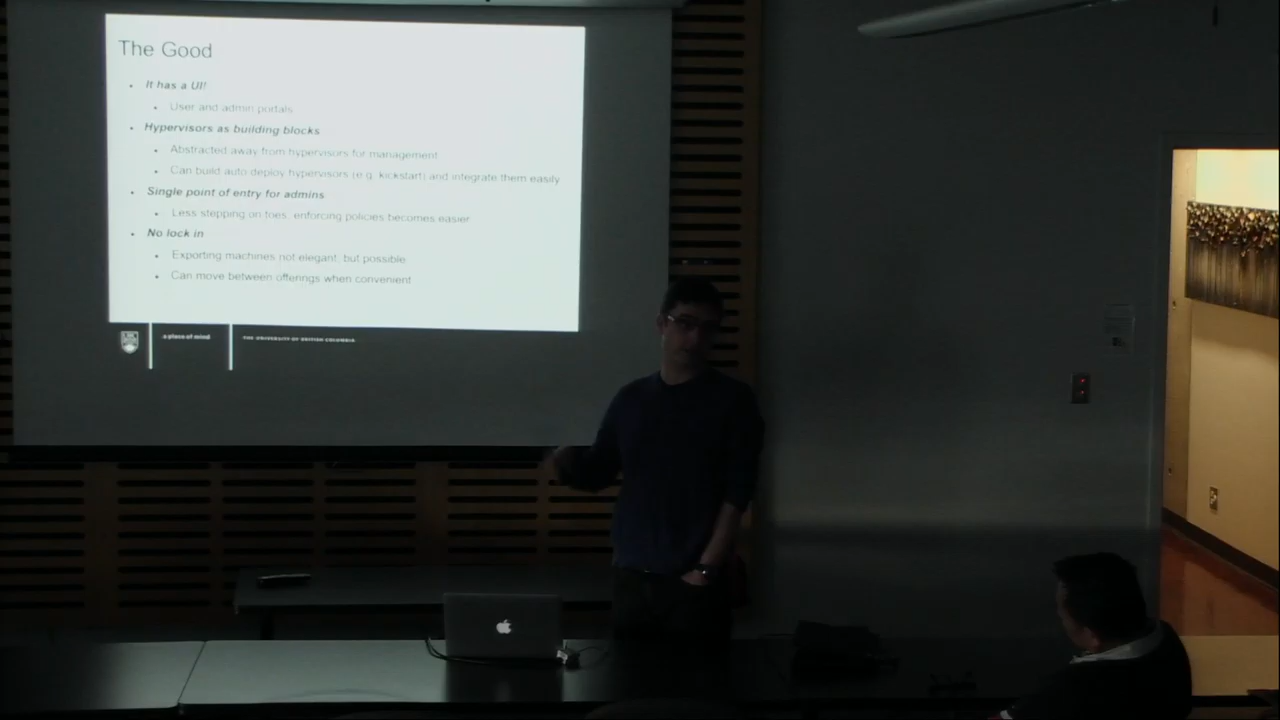 The Good
• It has a UI!
• User and admin portals
• Hypervisors as building blocks
• Abstracted away from hypervisors for management
• Can build auto deploy hypervisors (e.g. kickstart) and integrate them easily
• Single point of entry for admins
• Less stepping on toes, enforcing policies becomes easier
• No lock in
• Exporting machines not elegant, but possible
• Can move between offerings when convenient
a place of mind
THE UNIVERSITY OF BRITISH COLUMBIA